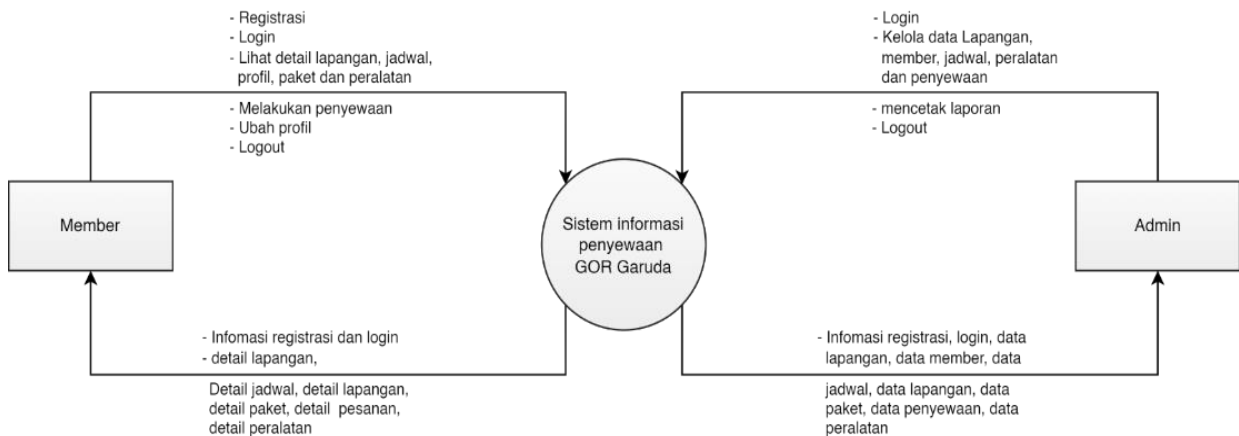 - Registrasi
- Login
- Lihat detail lapangan, jadwal,
profil, paket dan peralatan
- Melakukan penyewaan
- Ubah profil
- Logout
- Login
- Kelola data Lapangan,
member, jadwal, peralatan
dan penyewaan
- mencetak laporan
- Logout
Member
Sistem informasi
penyewaan
GOR Garuda
Admin
- Infomasi registrasi dan login
- detail lapangan,
Detail jadwal, detail lapangan,
detail paket, detail pesanan,
detail peralatan
- Infomasi registrasi, login, data
lapangan, data member, data
jadwal, data lapangan, data
paket, data penyewaan, data
peralatan